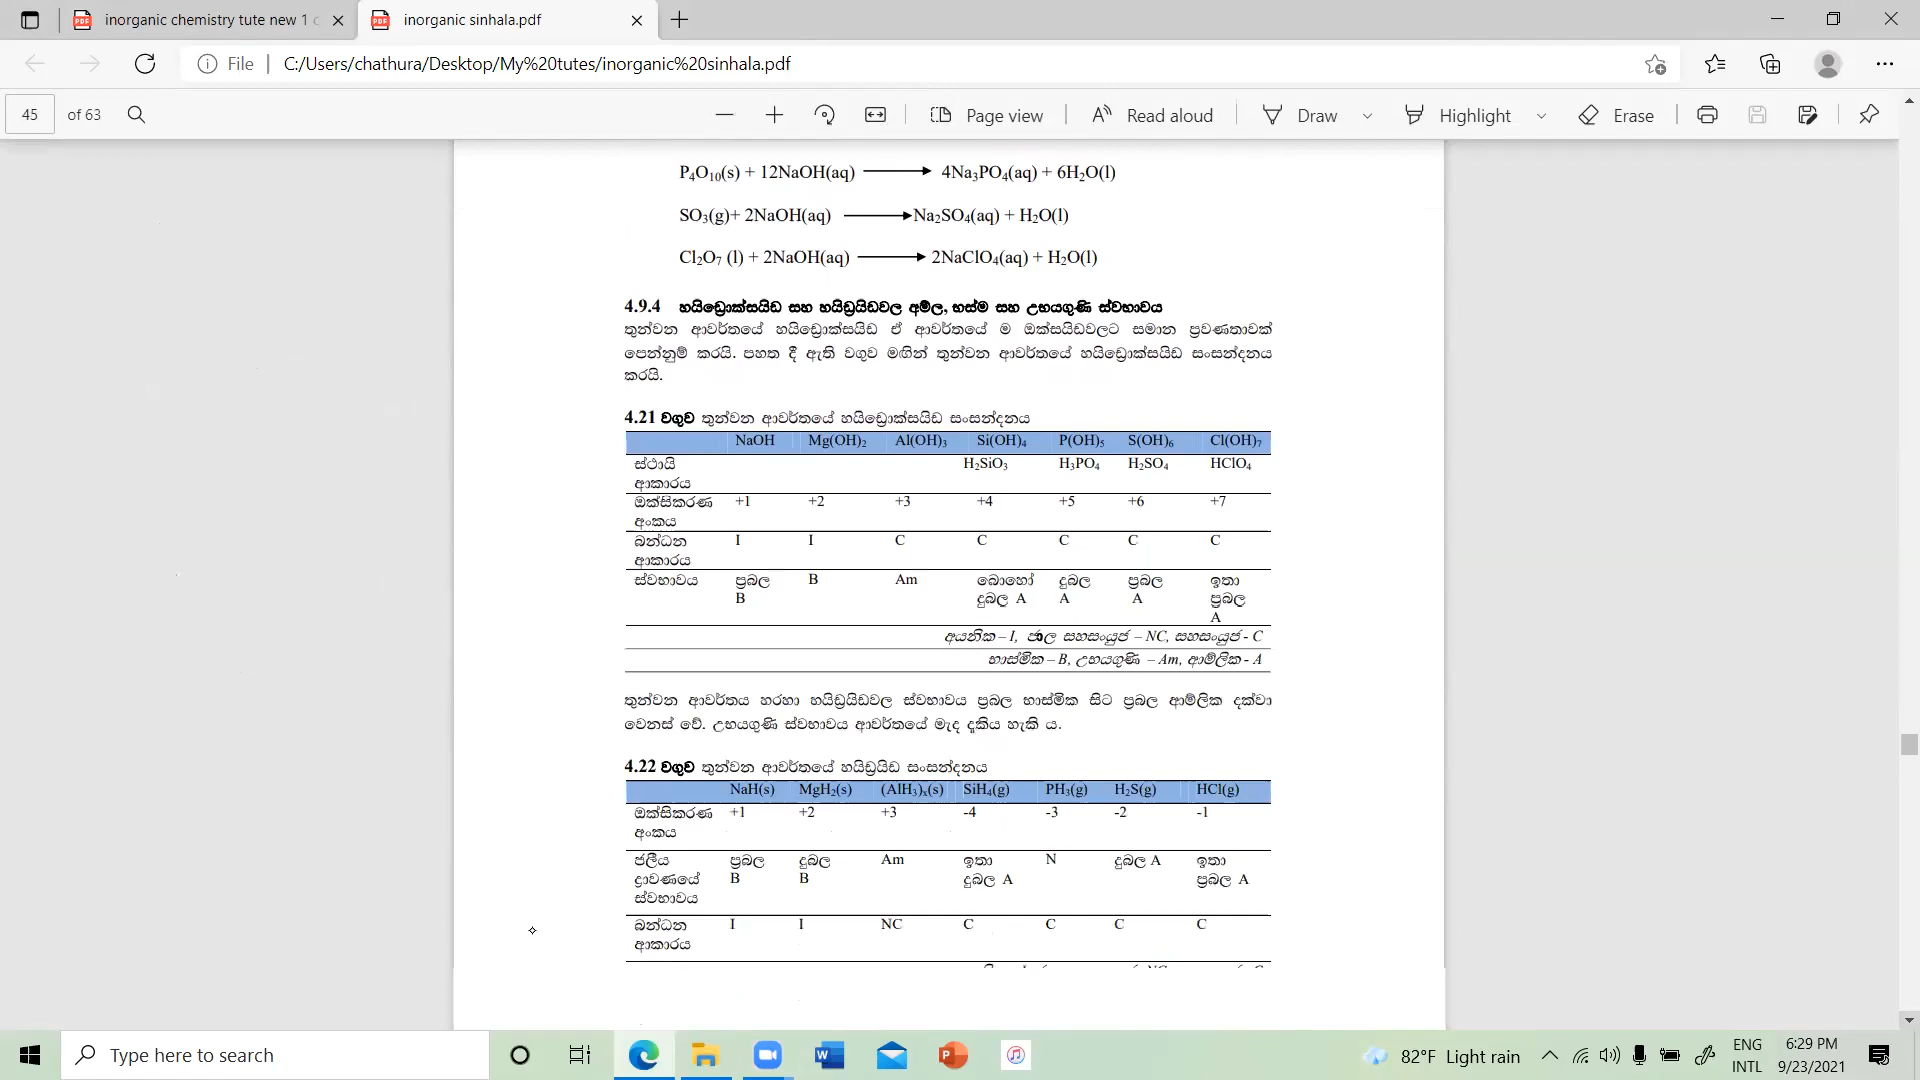 inorganic chemistry tute new 1 c
inorganic sinhala.pdf
File C:/Users/chathura/Desktop/My%20tutes/inorganic%20sinhala.pdf
45 of 63 Page view Read aloud Draw Highlight Erase
P₄O₁₀(s) + 12NaOH(aq) ⟶ 4Na₃PO₄(aq) + 6H₂O(l)
SO₃(g)+ 2NaOH(aq) ⟶ Na₂SO₄(aq) + H₂O(l)
Cl₂O₇ (l) + 2NaOH(aq) ⟶ 2NaClO₄(aq) + H₂O(l)
4.9.4 හයිඩ්‍රොක්සයිඩ සහ හයිඩ්‍රයිඩවල අම්ල, භස්ම සහ උභයගුණි ස්වභාවය
තුන්වන ආවර්තයේ හයිඩ්‍රොක්සයිඩ ඒ ආවර්තයේ ම ඔක්සයිඩවලට සමාන ප්‍රවණතාවක්
පෙන්නුම් කරයි. පහත දී ඇති වගුව මඟින් තුන්වන ආවර්තයේ හයිඩ්‍රොක්සයිඩ සංසන්දනය
කරයි.
4.21 වගුව තුන්වන ආවර්තයේ හයිඩ්‍රොක්සයිඩ සංසන්දනය
NaOH Mg(OH)₂ Al(OH)₃ Si(OH)₄ P(OH)₅ S(OH)₆ Cl(OH)₇
ස්ථායි H₂SiO₃ H₃PO₄ H₂SO₄ HClO₄
ආකාරය
ඔක්සිකරණ +1 +2 +3 +4 +5 +6 +7
අංකය
බන්ධන I I C C C C C
ආකාරය
ස්වභාවය ප්‍රබල B Am බොහෝ දුබල ප්‍රබල ඉතා
B දුබල A A A ප්‍රබල
A
අයනික – I, ජාල සහසංයුජ – NC, සහසංයුජ - C
භාස්මික – B, උභයගුණි – Am, ආම්ලික - A
තුන්වන ආවර්තය හරහා හයිඩ්‍රයිඩවල ස්වභාවය ප්‍රබල භාස්මික සිට ප්‍රබල ආම්ලික දක්වා
වෙනස් වේ. උභයගුණි ස්වභාවය ආවර්තයේ මැද දැකිය හැකි ය.
4.22 වගුව තුන්වන ආවර්තයේ හයිඩ්‍රයිඩ සංසන්දනය
NaH(s) MgH₂(s) (AlH₃)ₓ(s) SiH₄(g) PH₃(g) H₂S(g) HCl(g)
ඔක්සිකරණ +1 +2 +3 -4 -3 -2 -1
අංකය
ජලීය ප්‍රබල දුබල Am ඉතා N දුබල A ඉතා
ද්‍රාවණයේ B B දුබල A ප්‍රබල A
ස්වභාවය
බන්ධන I I NC C C C C
ආකාරය
Type here to search
82°F Light rain
ENG
INTL
6:29 PM
9/23/2021